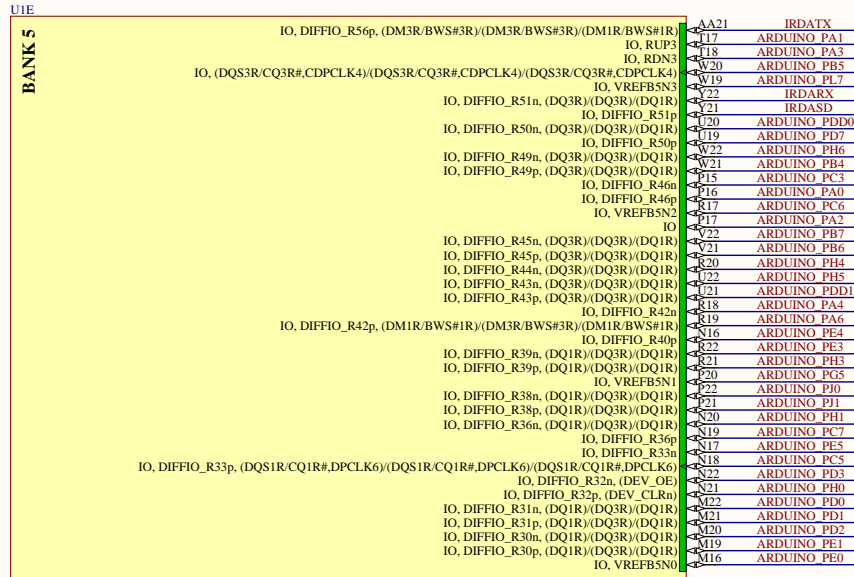 U1E
BANK 5
IO, DIFFIO_R56p, (DM3R/BWS#3R)/(DM3R/BWS#3R)/(DM1R/BWS#1R) AA21 IRDATX
IO, RUP3 T17 ARDUINO_PA1
IO, RDN3 T18 ARDUINO_PA3
IO, (DQS3R/CQ3R#,CDPCLK4)/(DQS3R/CQ3R#,CDPCLK4)/(DQS3R/CQ3R#,CDPCLK4) W20 ARDUINO_PB5
IO, VREFB5N3 W19 ARDUINO_PL7
IO, DIFFIO_R51n, (DQ3R)/(DQ3R)/(DQ1R) Y22 IRDARX
IO, DIFFIO_R51p Y21 IRDASD
IO, DIFFIO_R50n, (DQ3R)/(DQ3R)/(DQ1R) U20 ARDUINO_PDD0
IO, DIFFIO_R50p U19 ARDUINO_PD7
IO, DIFFIO_R49n, (DQ3R)/(DQ3R)/(DQ1R) W22 ARDUINO_PH6
IO, DIFFIO_R49p, (DQ3R)/(DQ3R)/(DQ1R) W21 ARDUINO_PB4
IO, DIFFIO_R46n P15 ARDUINO_PC3
IO, DIFFIO_R46p P16 ARDUINO_PA0
IO, VREFB5N2 R17 ARDUINO_PC6
IO P17 ARDUINO_PA2
IO, DIFFIO_R45n, (DQ3R)/(DQ3R)/(DQ1R) V22 ARDUINO_PB7
IO, DIFFIO_R45p, (DQ3R)/(DQ3R)/(DQ1R) V21 ARDUINO_PB6
IO, DIFFIO_R44n, (DQ3R)/(DQ3R)/(DQ1R) R20 ARDUINO_PH4
IO, DIFFIO_R43n, (DQ3R)/(DQ3R)/(DQ1R) U22 ARDUINO_PH5
IO, DIFFIO_R43p, (DQ3R)/(DQ3R)/(DQ1R) U21 ARDUINO_PDD1
IO, DIFFIO_R42n R18 ARDUINO_PA4
IO, DIFFIO_R42p, (DM1R/BWS#1R)/(DM3R/BWS#3R)/(DM1R/BWS#1R) R19 ARDUINO_PA6
IO, DIFFIO_R40p N16 ARDUINO_PE4
IO, DIFFIO_R39n, (DQ1R)/(DQ3R)/(DQ1R) R22 ARDUINO_PE3
IO, DIFFIO_R39p, (DQ1R)/(DQ3R)/(DQ1R) R21 ARDUINO_PH3
IO, VREFB5N1 P20 ARDUINO_PG5
IO, DIFFIO_R38n, (DQ1R)/(DQ3R)/(DQ1R) P22 ARDUINO_PJ0
IO, DIFFIO_R38p, (DQ1R)/(DQ3R)/(DQ1R) P21 ARDUINO_PJ1
IO, DIFFIO_R36n, (DQ1R)/(DQ3R)/(DQ1R) N20 ARDUINO_PH1
IO, DIFFIO_R36p N19 ARDUINO_PC7
IO, DIFFIO_R33n N17 ARDUINO_PE5
IO, DIFFIO_R33p, (DQS1R/CQ1R#,DPCLK6)/(DQS1R/CQ1R#,DPCLK6)/(DQS1R/CQ1R#,DPCLK6) N18 ARDUINO_PC5
IO, DIFFIO_R32n, (DEV_OE) N22 ARDUINO_PD3
IO, DIFFIO_R32p, (DEV_CLRn) N21 ARDUINO_PH0
IO, DIFFIO_R31n, (DQ1R)/(DQ3R)/(DQ1R) M22 ARDUINO_PD0
IO, DIFFIO_R31p, (DQ1R)/(DQ3R)/(DQ1R) M21 ARDUINO_PD1
IO, DIFFIO_R30n, (DQ1R)/(DQ3R)/(DQ1R) M20 ARDUINO_PD2
IO, DIFFIO_R30p, (DQ1R)/(DQ3R)/(DQ1R) M19 ARDUINO_PE1
IO, VREFB5N0 M16 ARDUINO_PE0